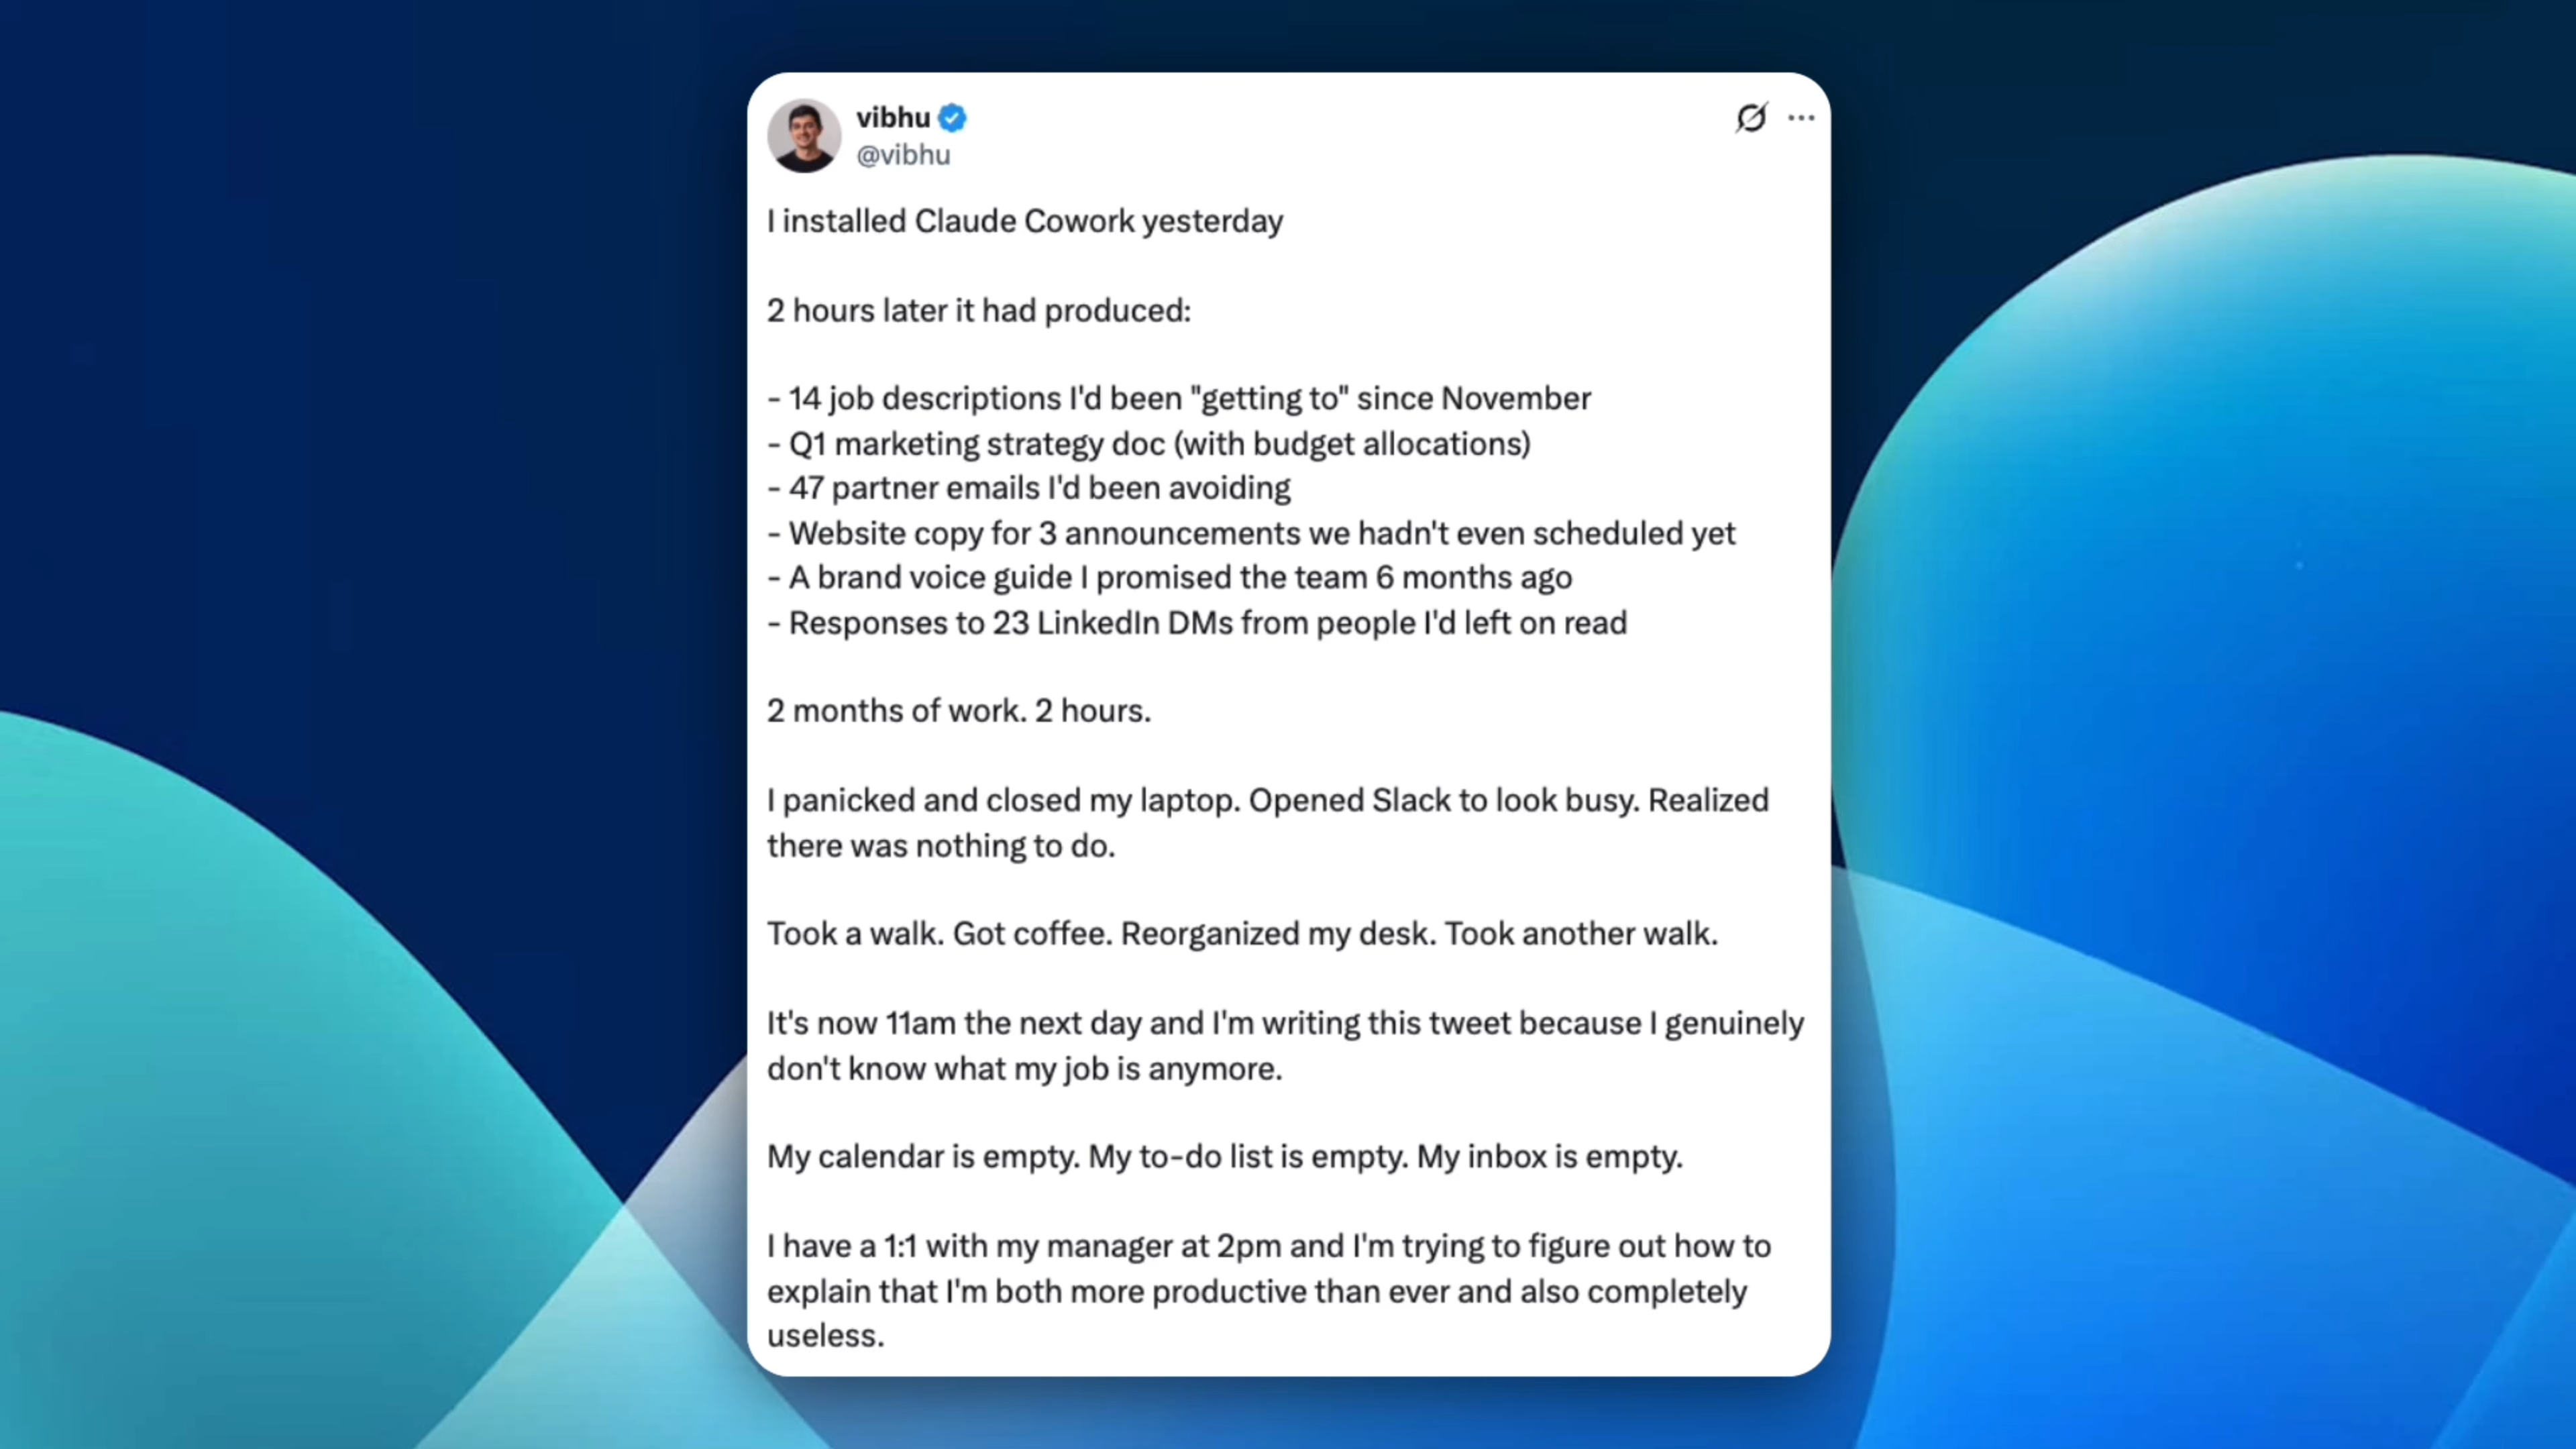 vibhu
@vibhu
I installed Claude Cowork yesterday
2 hours later it had produced:
- 14 job descriptions I'd been "getting to" since November
- Q1 marketing strategy doc (with budget allocations)
- 47 partner emails I'd been avoiding
- Website copy for 3 announcements we hadn't even scheduled yet
- A brand voice guide I promised the team 6 months ago
- Responses to 23 LinkedIn DMs from people I'd left on read
2 months of work. 2 hours.
I panicked and closed my laptop. Opened Slack to look busy. Realized
there was nothing to do.
Took a walk. Got coffee. Reorganized my desk. Took another walk.
It's now 11am the next day and I'm writing this tweet because I genuinely
don't know what my job is anymore.
My calendar is empty. My to-do list is empty. My inbox is empty.
I have a 1:1 with my manager at 2pm and I'm trying to figure out how to
explain that I'm both more productive than ever and also completely
useless.